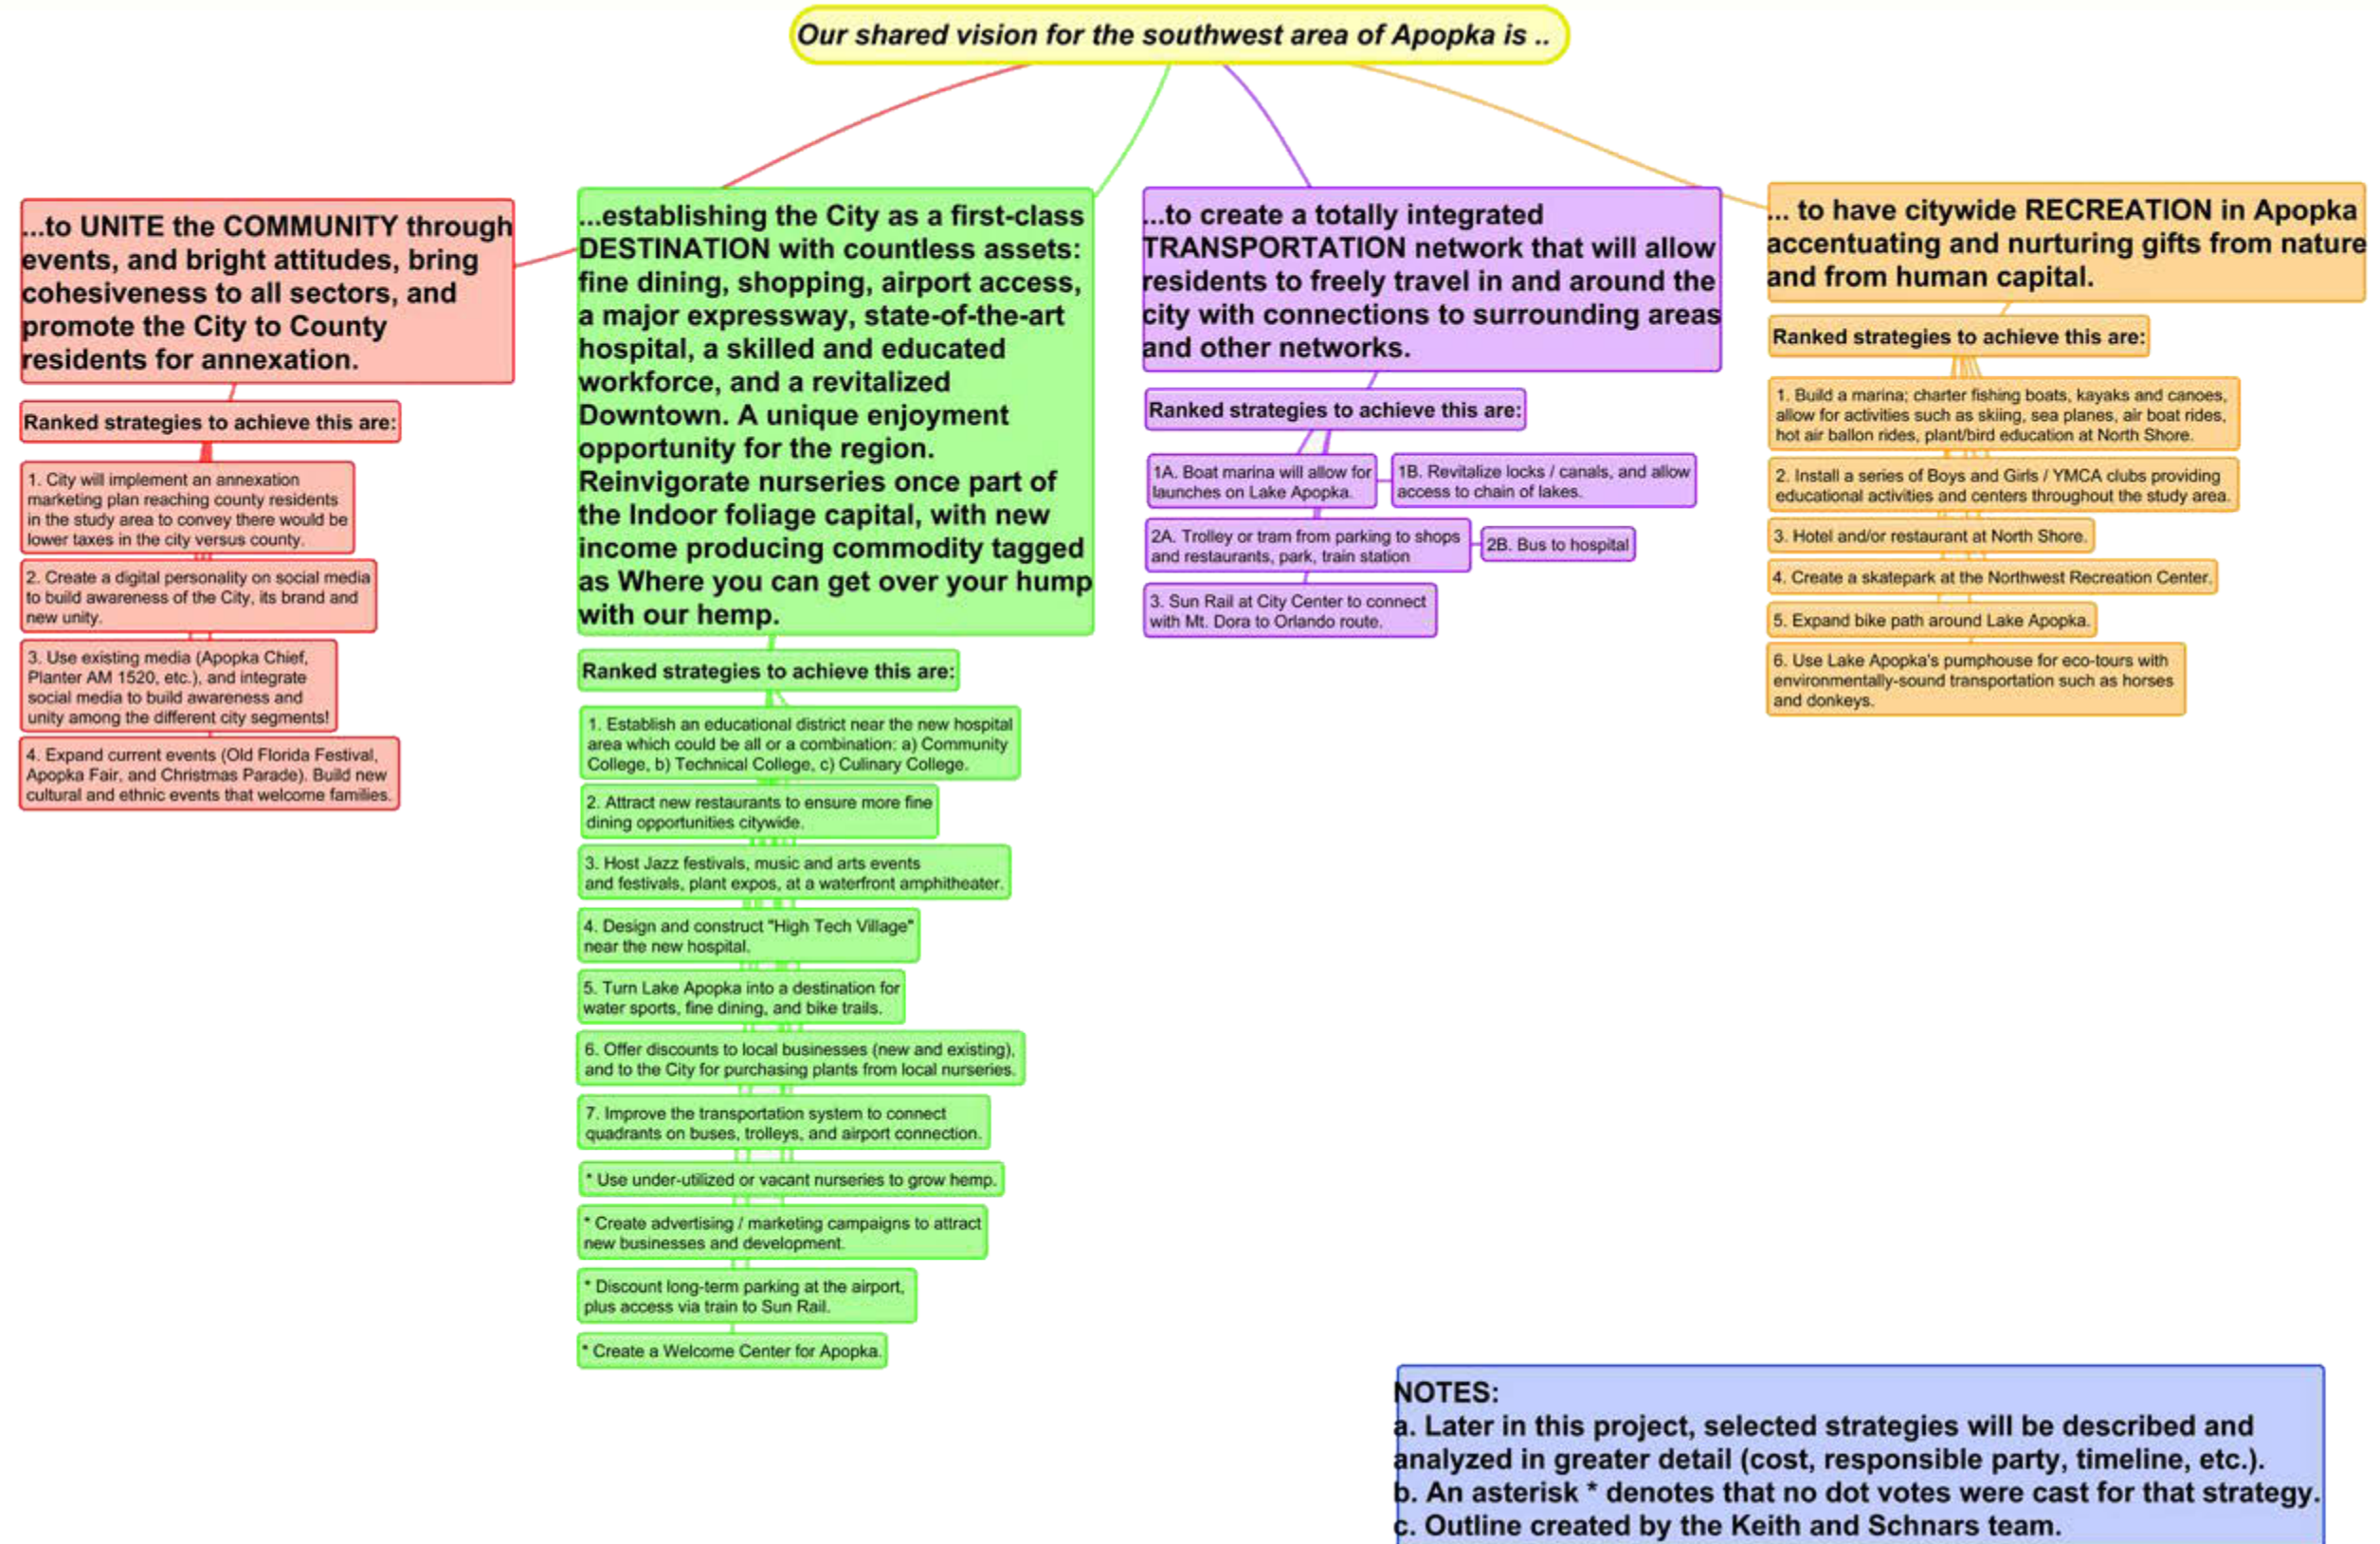 Our shared vision for the southwest area of Apopka is ..
...to UNITE the COMMUNITY through
events, and bright attitudes, bring
cohesiveness to all sectors, and
promote the City to County
residents for annexation.
Ranked strategies to achieve this are:
1. City will implement an annexation
marketing plan reaching county residents
in the study area to convey there would be
lower taxes in the city versus county.
2. Create a digital personality on social media
to build awareness of the City, its brand and
new unity.
3. Use existing media (Apopka Chief,
Planter AM 1520, etc.), and integrate
social media to build awareness and
unity among the different city segments!
4. Expand current events (Old Florida Festival,
Apopka Fair, and Christmas Parade). Build new
cultural and ethnic events that welcome families.
...establishing the City as a first-class
DESTINATION with countless assets:
fine dining, shopping, airport access,
a major expressway, state-of-the-art
hospital, a skilled and educated
workforce, and a revitalized
Downtown. A unique enjoyment
opportunity for the region.
Reinvigorate nurseries once part of
the Indoor foliage capital, with new
income producing commodity tagged
as Where you can get over your hump
with our hemp.
Ranked strategies to achieve this are:
1. Establish an educational district near the new hospital
area which could be all or a combination: a) Community
College, b) Technical College, c) Culinary College.
2. Attract new restaurants to ensure more fine
dining opportunities citywide.
3. Host Jazz festivals, music and arts events
and festivals, plant expos, at a waterfront amphitheater.
4. Design and construct "High Tech Village"
near the new hospital.
5. Turn Lake Apopka into a destination for
water sports, fine dining, and bike trails.
6. Offer discounts to local businesses (new and existing),
and to the City for purchasing plants from local nurseries.
7. Improve the transportation system to connect
quadrants on buses, trolleys, and airport connection.
* Use under-utilized or vacant nurseries to grow hemp.
* Create advertising / marketing campaigns to attract
new businesses and development.
* Discount long-term parking at the airport,
plus access via train to Sun Rail.
* Create a Welcome Center for Apopka.
...to create a totally integrated
TRANSPORTATION network that will allow
residents to freely travel in and around the
city with connections to surrounding areas
and other networks.
Ranked strategies to achieve this are:
1A. Boat marina will allow for
launches on Lake Apopka.
1B. Revitalize locks / canals, and allow
access to chain of lakes.
2A. Trolley or tram from parking to shops
and restaurants, park, train station
2B. Bus to hospital
3. Sun Rail at City Center to connect
with Mt. Dora to Orlando route.
... to have citywide RECREATION in Apopka
accentuating and nurturing gifts from nature
and from human capital.
Ranked strategies to achieve this are:
1. Build a marina; charter fishing boats, kayaks and canoes,
allow for activities such as skiing, sea planes, air boat rides,
hot air ballon rides, plant/bird education at North Shore.
2. Install a series of Boys and Girls / YMCA clubs providing
educational activities and centers throughout the study area.
3. Hotel and/or restaurant at North Shore.
4. Create a skatepark at the Northwest Recreation Center.
5. Expand bike path around Lake Apopka.
6. Use Lake Apopka's pumphouse for eco-tours with
environmentally-sound transportation such as horses
and donkeys.
NOTES:
a. Later in this project, selected strategies will be described and
analyzed in greater detail (cost, responsible party, timeline, etc.).
b. An asterisk * denotes that no dot votes were cast for that strategy.
c. Outline created by the Keith and Schnars team.